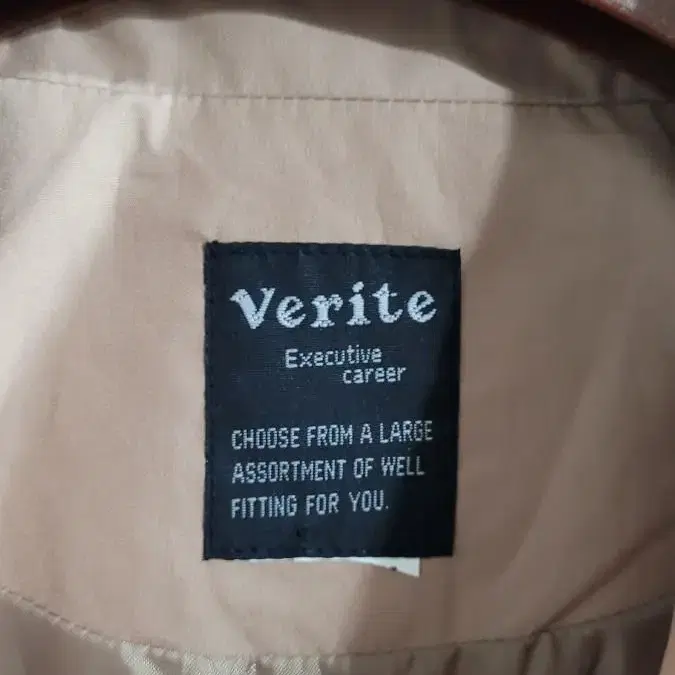 Verite
Executive
career
CHOOSE FROM A LARGE
ASSORTMENT OF WELL
FITTING FOR YOU.